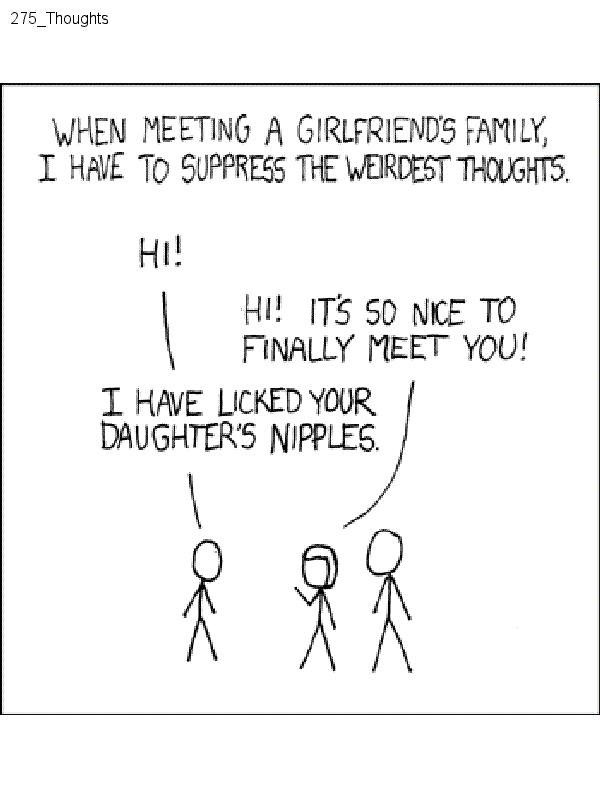 275_Thoughts
WHEN MEETING A GIRLFRIEND'S FAMILY,
I HAVE TO SUPPRESS THE WEIRDEST THOUGHTS.
HI!
HI! IT'S SO NICE TO
FINALLY MEET YOU!
I HAVE LICKED YOUR
DAUGHTER'S NIPPLES.